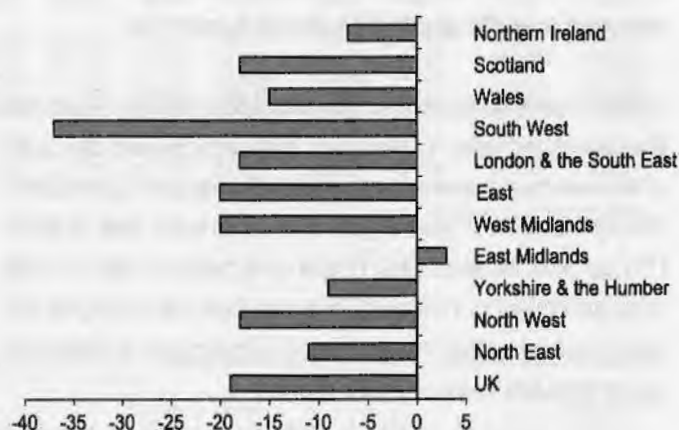 Northern Ireland
Scotland
Wales
South West
London & the South East
East
West Midlands
East Midlands
Yorkshire & the Humber
North West
North East
UK
-40 -35 -30 -25 -20 -15 -10 -5 0 5